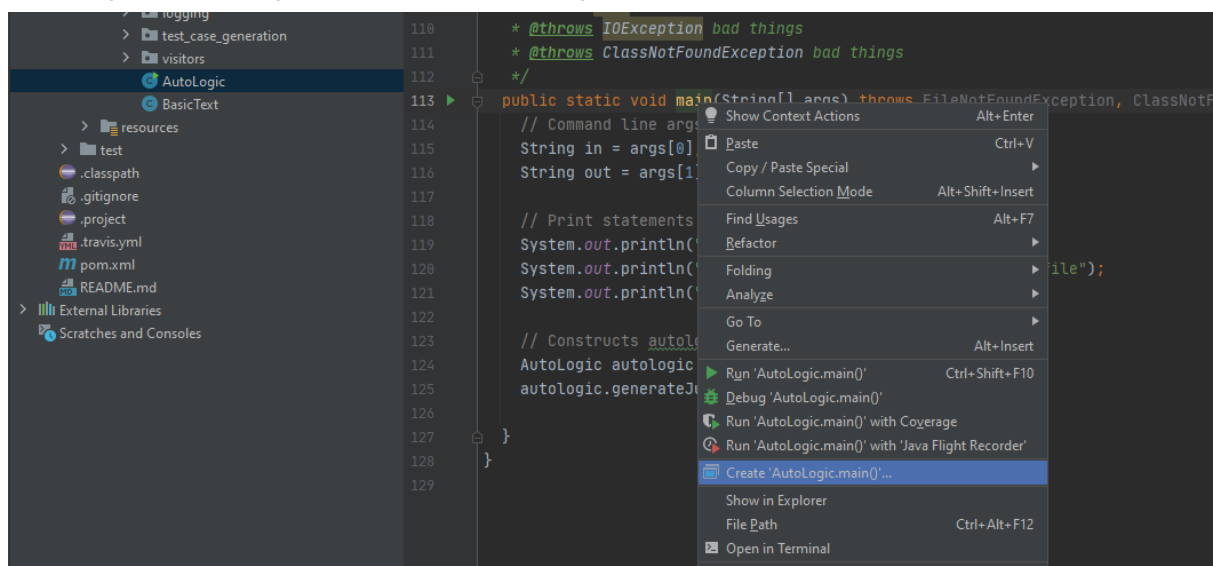 logging
test_case_generation
visitors
AutoLogic
BasicText
resources
test
.classpath
.gitignore
.project
.travis.yml
pom.xml
README.md
External Libraries
Scratches and Consoles
110 * @throws IOException bad things
111 * @throws ClassNotFoundException bad things
112 */
113 public static void main(String[] args) throws FileNotFoundException, ClassNotF
114 // Command line args
115 String in = args[0]
116 String out = args[1]
117
118 // Print statements
119 System.out.println("
120 System.out.println(" file");
121 System.out.println("
122
123 // Constructs autolo
124 AutoLogic autologic
125 autologic.generateJu
126
127 }
128 }
129
Show Context Actions Alt+Enter
Paste Ctrl+V
Copy / Paste Special
Column Selection Mode Alt+Shift+Insert
Find Usages Alt+F7
Refactor
Folding
Analyze
Go To
Generate... Alt+Insert
Run 'AutoLogic.main()' Ctrl+Shift+F10
Debug 'AutoLogic.main()'
Run 'AutoLogic.main()' with Coverage
Run 'AutoLogic.main()' with 'Java Flight Recorder'
Create 'AutoLogic.main()'...
Show in Explorer
File Path Ctrl+Alt+F12
Open in Terminal